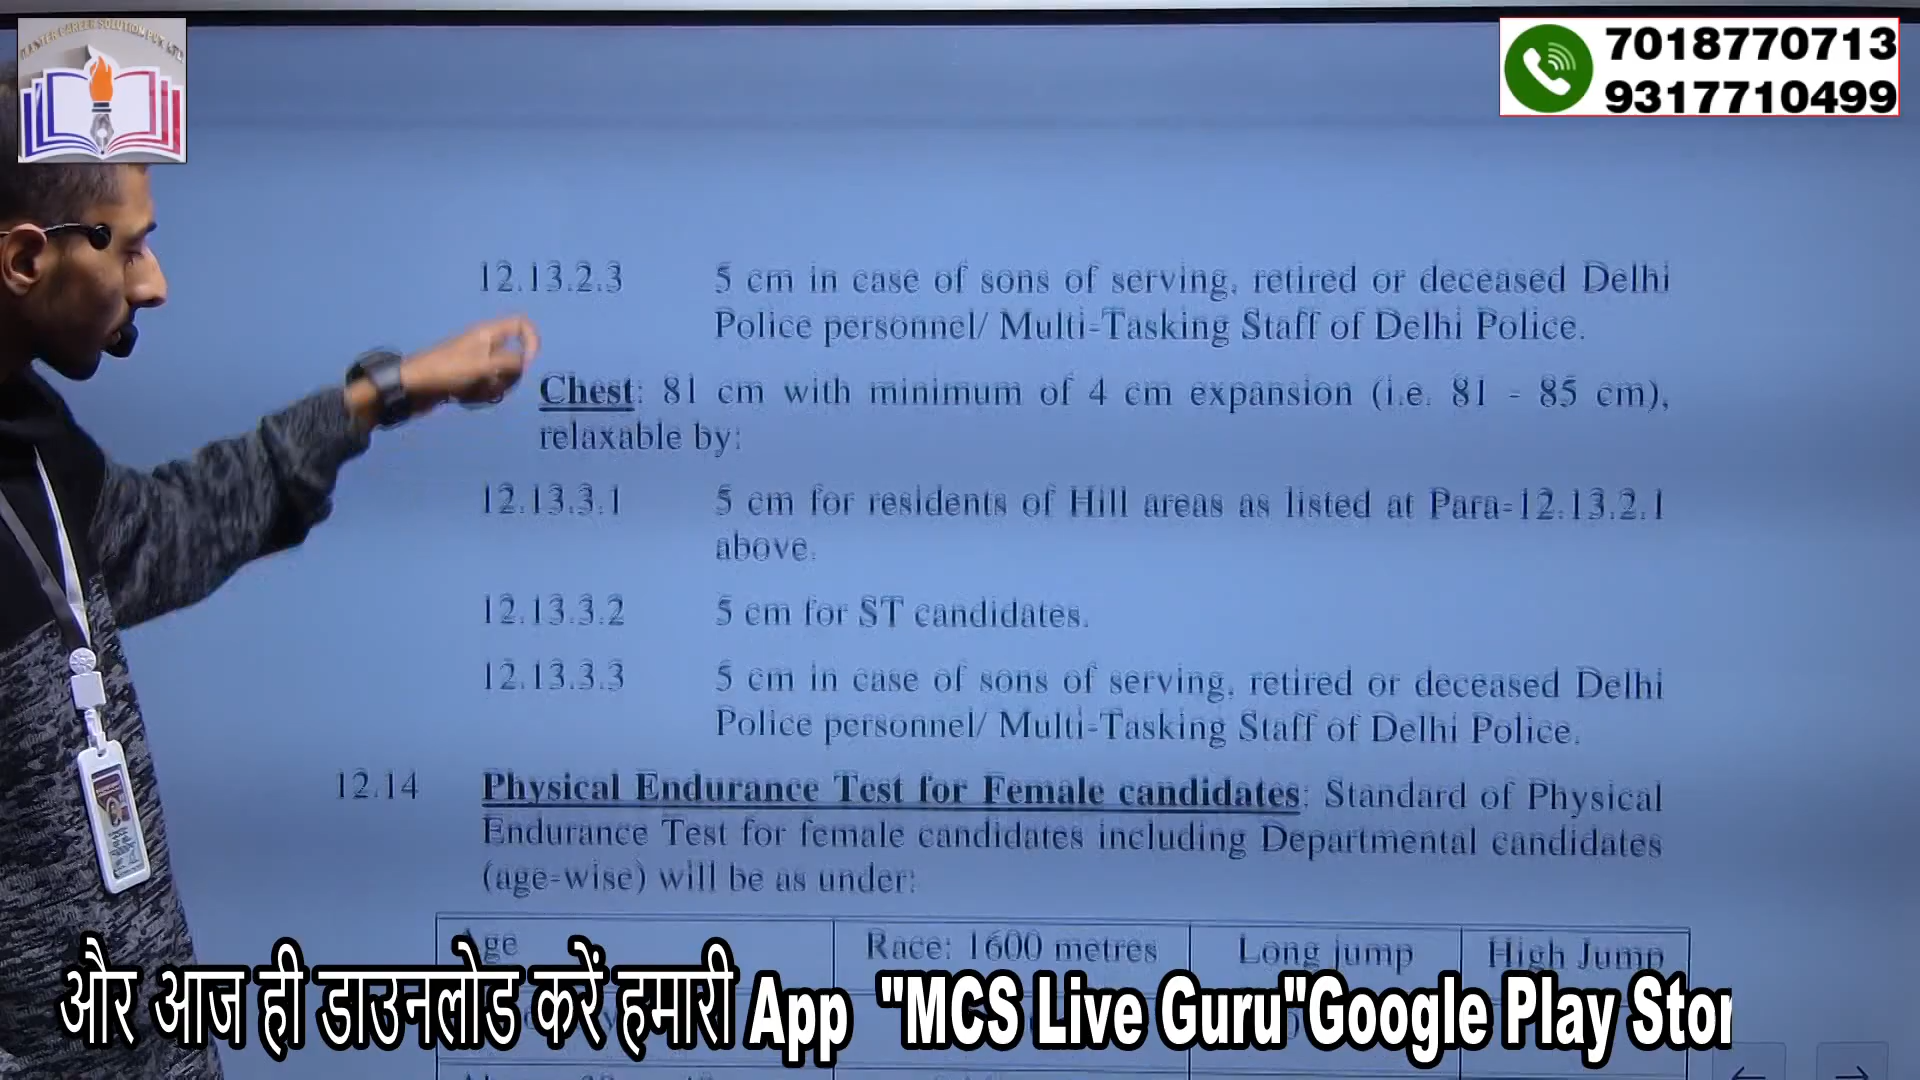 MASTER CAREER SOLUTION PVT. LTD.
7018770713
9317710499
12.13.2.3 5 cm in case of sons of serving, retired or deceased Delhi
Police personnel/ Multi-Tasking Staff of Delhi Police.
Chest: 81 cm with minimum of 4 cm expansion (i.e. 81 - 85 cm),
relaxable by:
12.13.3.1 5 cm for residents of Hill areas as listed at Para-12.13.2.1
above.
12.13.3.2 5 cm for ST candidates.
12.13.3.3 5 cm in case of sons of serving, retired or deceased Delhi
Police personnel/ Multi-Tasking Staff of Delhi Police.
12.14 Physical Endurance Test for Female candidates: Standard of Physical
Endurance Test for female candidates including Departmental candidates
(age-wise) will be as under:
Age Race: 1600 metres Long jump High Jump
और आज ही डाउनलोड करें हमारी App "MCS Live Guru"Google Play Stor